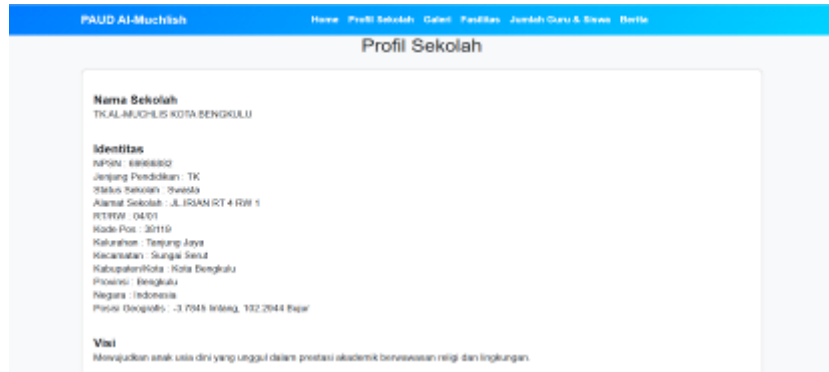 PAUD Al-Muchlish
Home Profil Sekolah Galeri Fasilitas Jumlah Guru & Siswa Berita
Profil Sekolah
Nama Sekolah
TK AL-MUCHLIS KOTA BENGKULU
Identitas
NPSN :
Jenjang Pendidikan : TK
Status Sekolah : Swasta
Alamat Sekolah : JL.IRIAN RT 4 RW 1
RT/RW : 04/01
Kode Pos : 38119
Kelurahan : Tanjung Jaya
Kecamatan : Sungai Serut
Kabupaten/Kota : Kota Bengkulu
Provinsi : Bengkulu
Negara : Indonesia
Posisi Geografis : -3.7845 lintang, 102.2944 Bujur
Visi
Mewujudkan anak usia dini yang unggul dalam prestasi akademik berwawasan religi dan lingkungan.